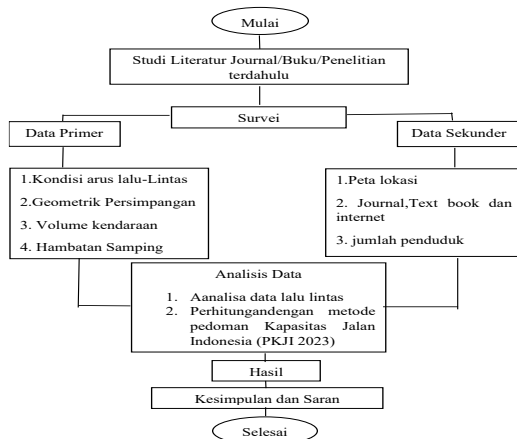 Mulai
Studi Literatur Journal/Buku/Penelitian
terdahulu
Survei
Data Primer
Data Sekunder
1.Kondisi arus lalu-Lintas
2.Geometrik Persimpangan
3. Volume kendaraan
4. Hambatan Samping
1.Peta lokasi
2. Journal,Text book dan
internet
3. jumlah penduduk
Analisis Data
1. Aanalisa data lalu lintas
2. Perhitungandengan metode
pedoman Kapasitas Jalan
Indonesia (PKJI 2023)
Hasil
Kesimpulan dan Saran
Selesai